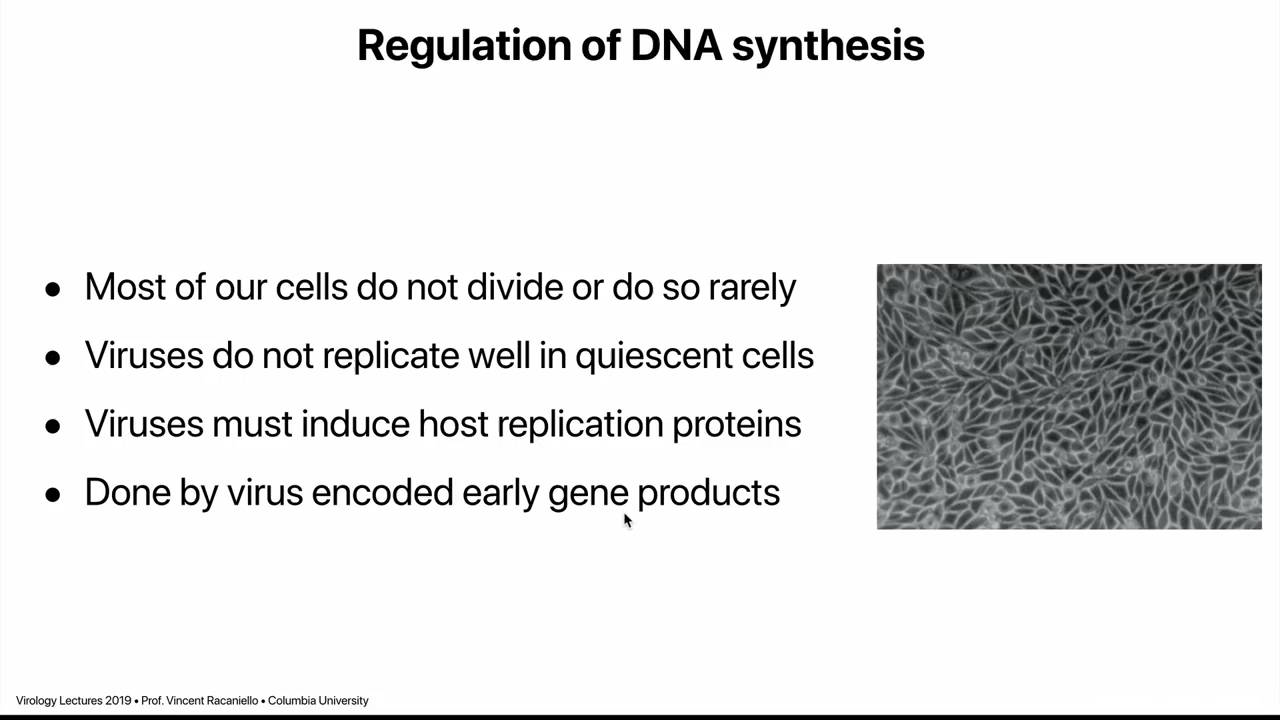 Regulation of DNA synthesis
• Most of our cells do not divide or do so rarely
• Viruses do not replicate well in quiescent cells
• Viruses must induce host replication proteins
• Done by virus encoded early gene products
Virology Lectures 2019 • Prof. Vincent Racaniello • Columbia University